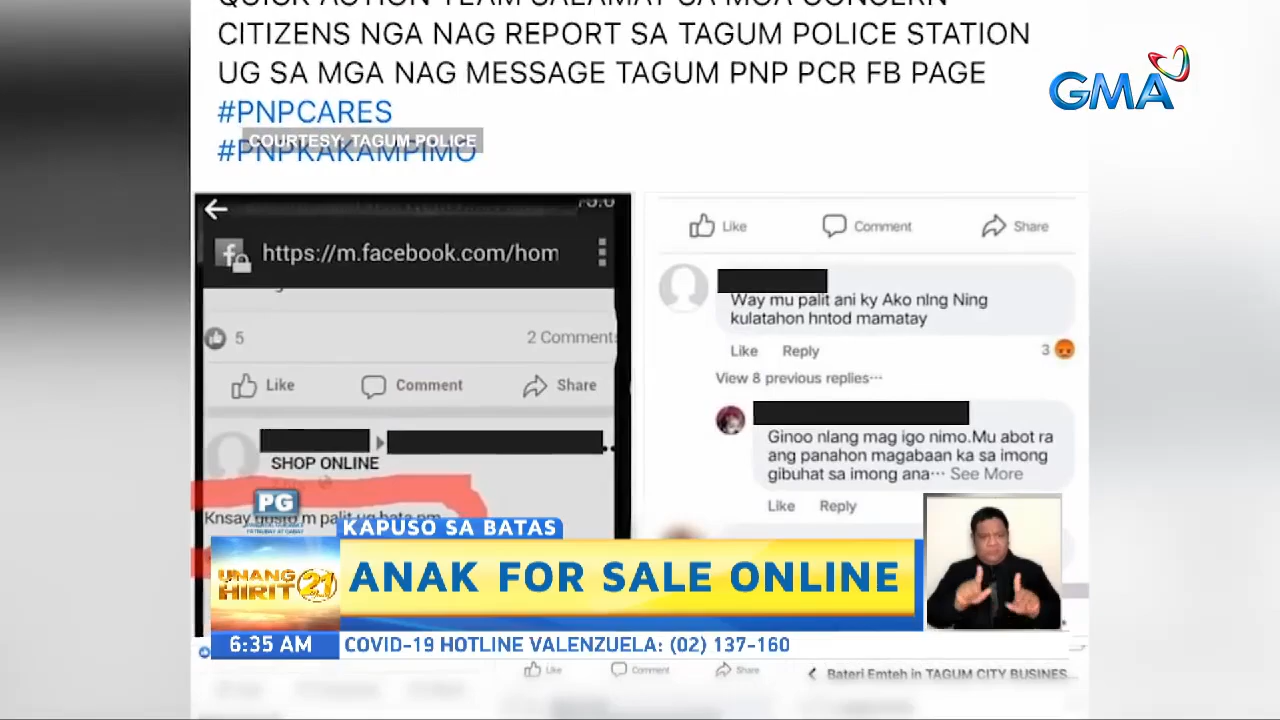 QUICK ACTION TEAM SALAMAT SA MGA CONCERN
CITIZENS NGA NAG REPORT SA TAGUM POLICE STATION
UG SA MGA NAG MESSAGE TAGUM PNP PCR FB PAGE
#PNPCARES
COURTESY: TAGUM POLICE
#PNPKAKAMPIMO
GMA
https://m.facebook.com/hom
5
2 Comments
Like Comment Share
SHOP ONLINE
Knsay gusto m palit ug bata nm
Like Comment Share
Way mu palit ani ky Ako nlng Ning
kulatahon hntod mamatay
Like Reply 3
View 8 previous replies···
Ginoo nlang mag igo nimo.Mu abot ra
ang panahon magabaan ka sa imong
gibuhat sa imong ana··· See More
Like Reply
PG
KAPUSO SA BATAS
UNANG
HIRIT 21
ANAK FOR SALE ONLINE
6:35 AM
COVID-19 HOTLINE VALENZUELA: (02) 137-160
Like Comment Share
Bateri Emteh in TAGUM CITY BUSINES...